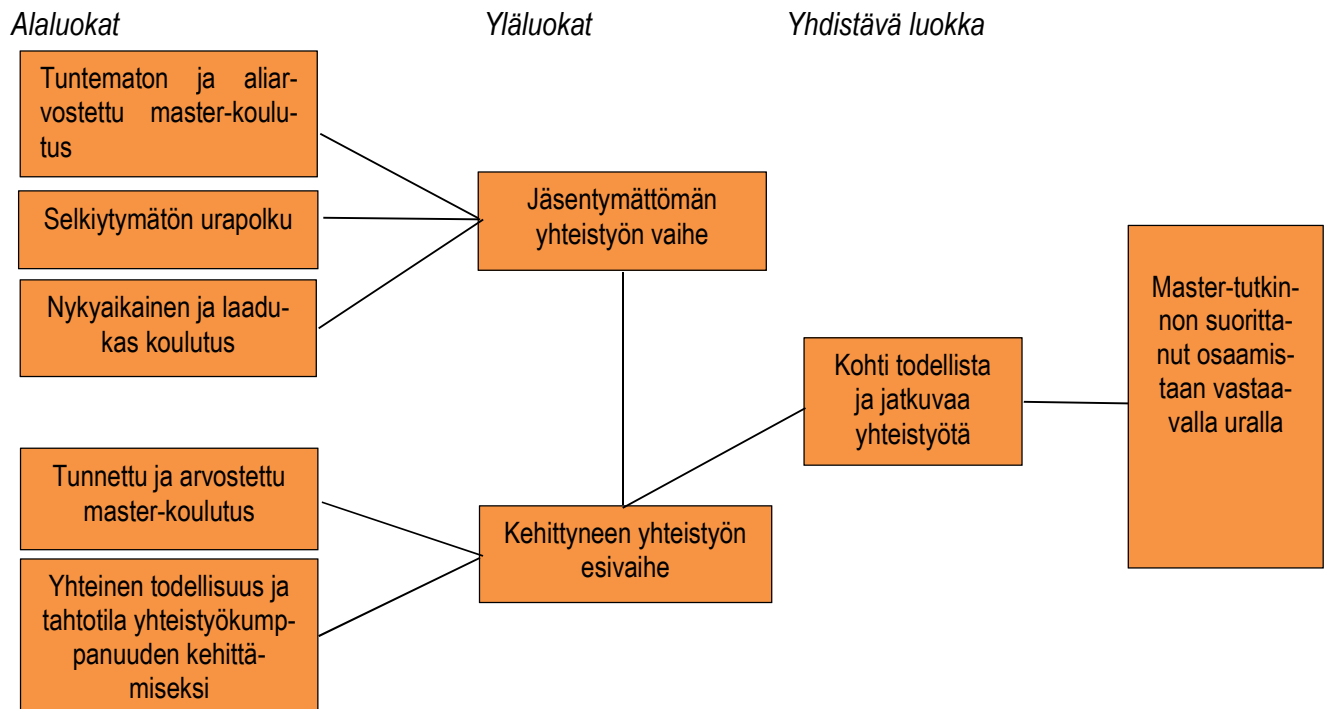 Alaluokat
Yläluokat
Yhdistävä luokka
Tuntematon ja aliar-
vostettu master-koulu-
tus
Selkiytymätön urapolku
Nykyaikainen ja laadu-
kas koulutus
Jäsentymättömän
yhteistyön vaihe
Tunnettu ja arvostettu
master-koulutus
Yhteinen todellisuus ja
tahtotila yhteistyökump-
panuuden kehittä-
miseksi
Kehittyneen yhteistyön
esivaihe
Kohti todellista
ja jatkuvaa
yhteistyötä
Master-tutkin-
non suoritta-
nut osaamis-
taan vastaa-
valla uralla